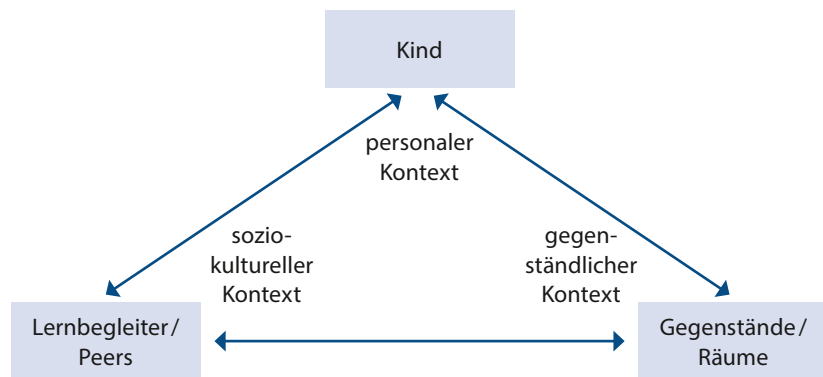 Kind
personaler
Kontext
sozio-
kultureller
Kontext
gegen-
ständlicher
Kontext
Lernbegleiter/
Peers
Gegenstände/
Räume